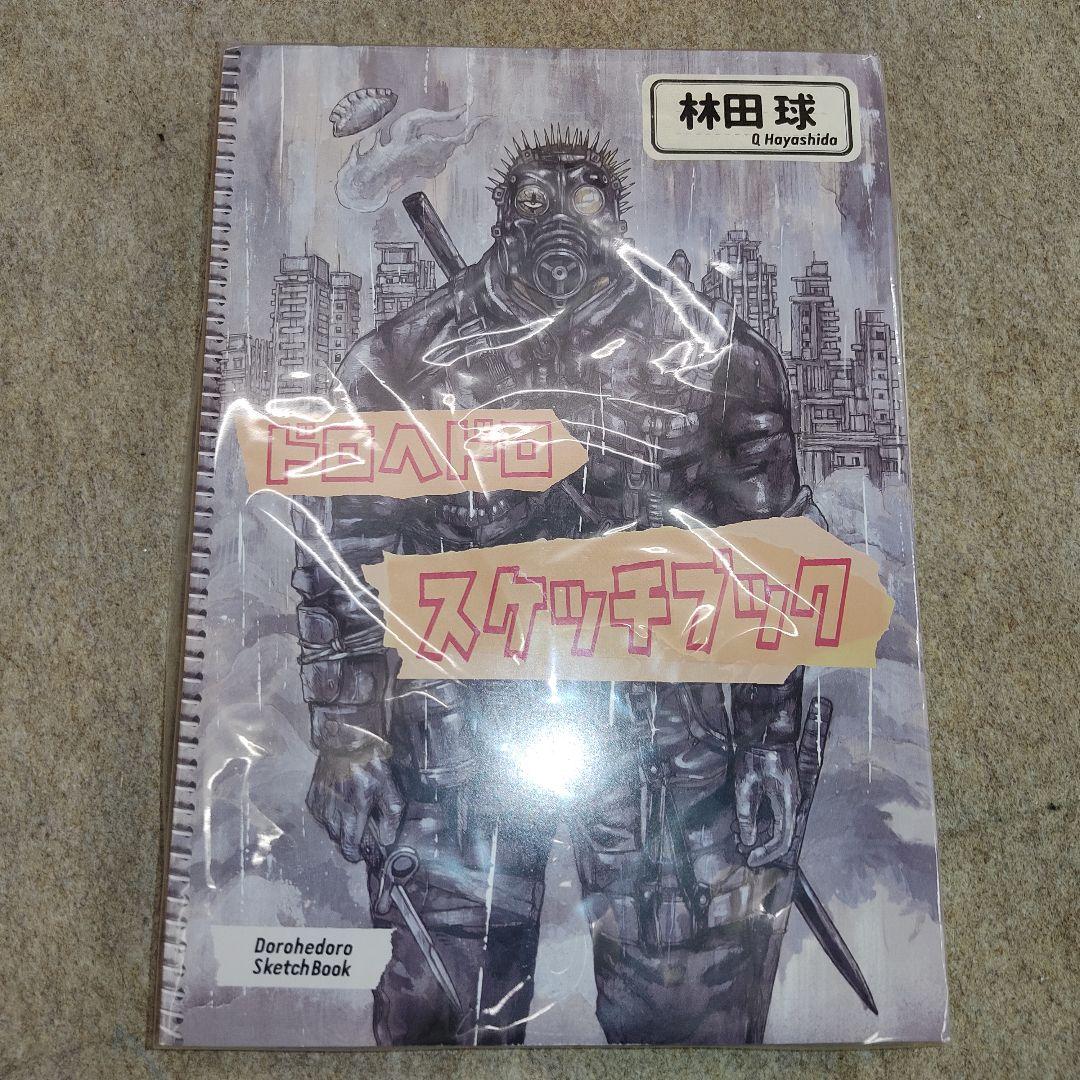 林田 球
Q Hayashida
ドロヘドロ
スケッチブック
Dorohedoro
SketchBook